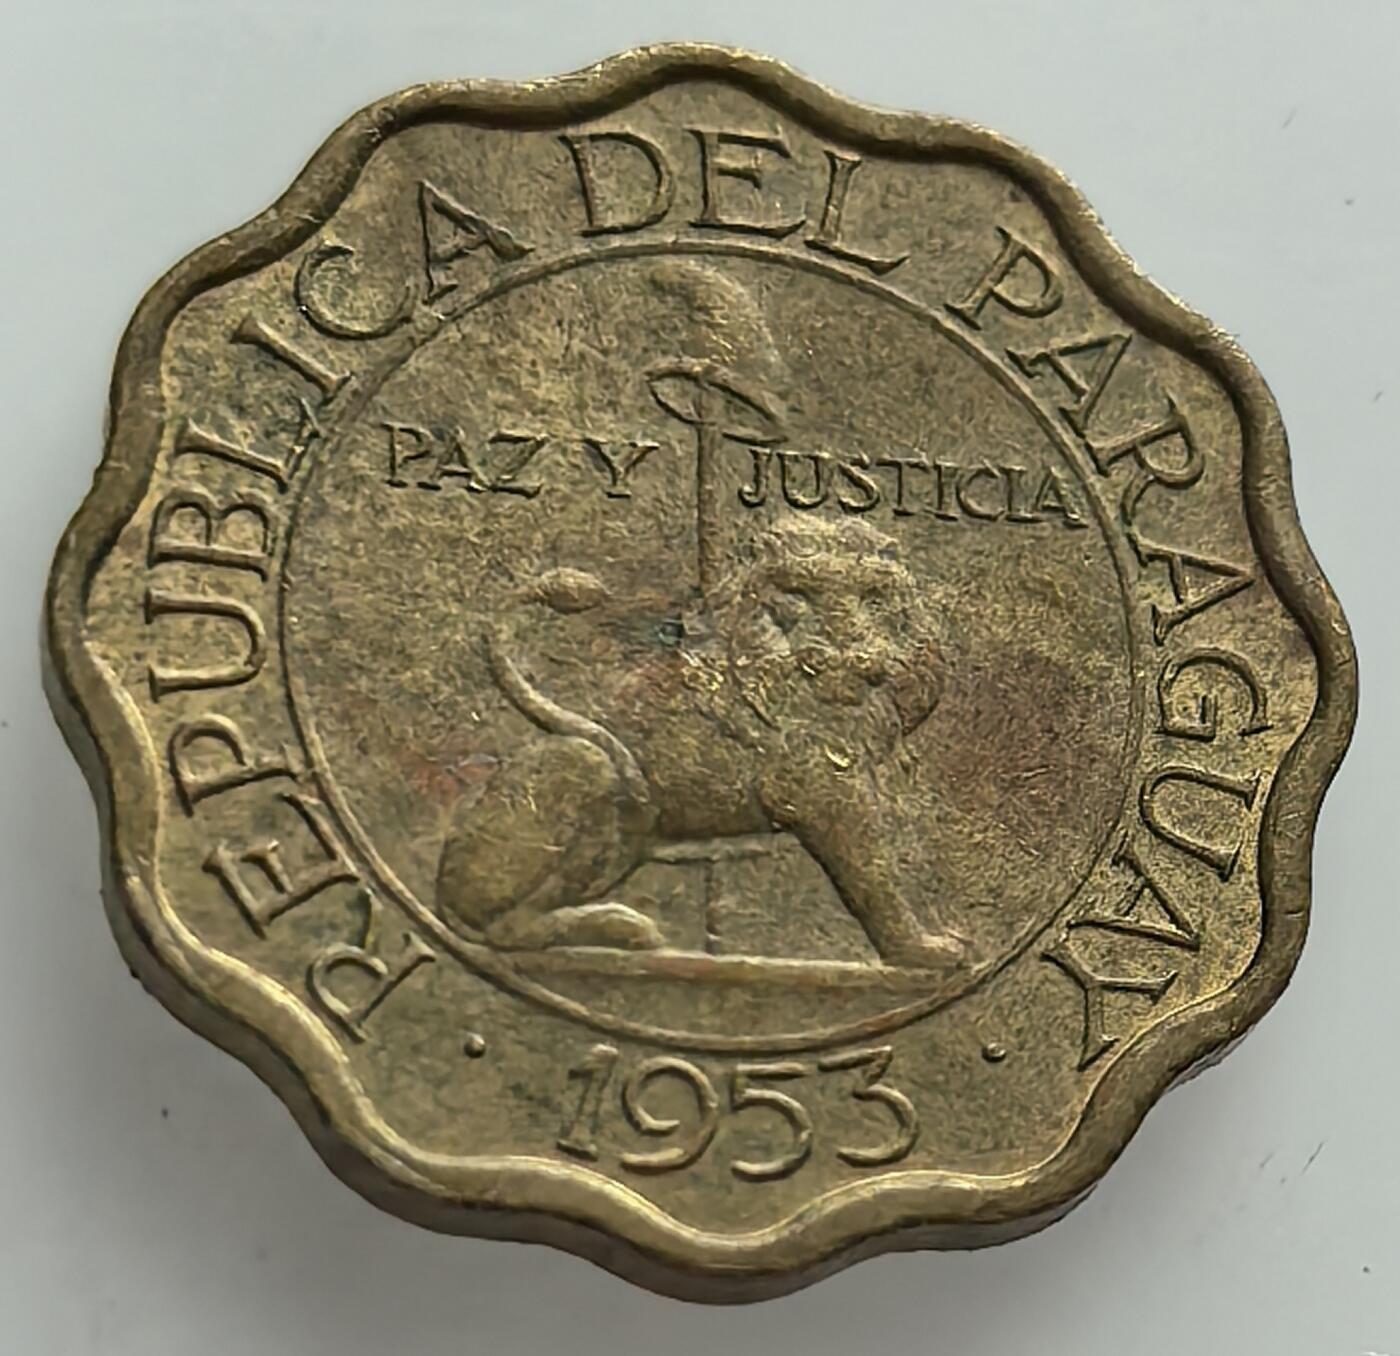 REPUBLICA DEL PARAGUAY
PAZ Y JUSTICIA
· 1953 ·